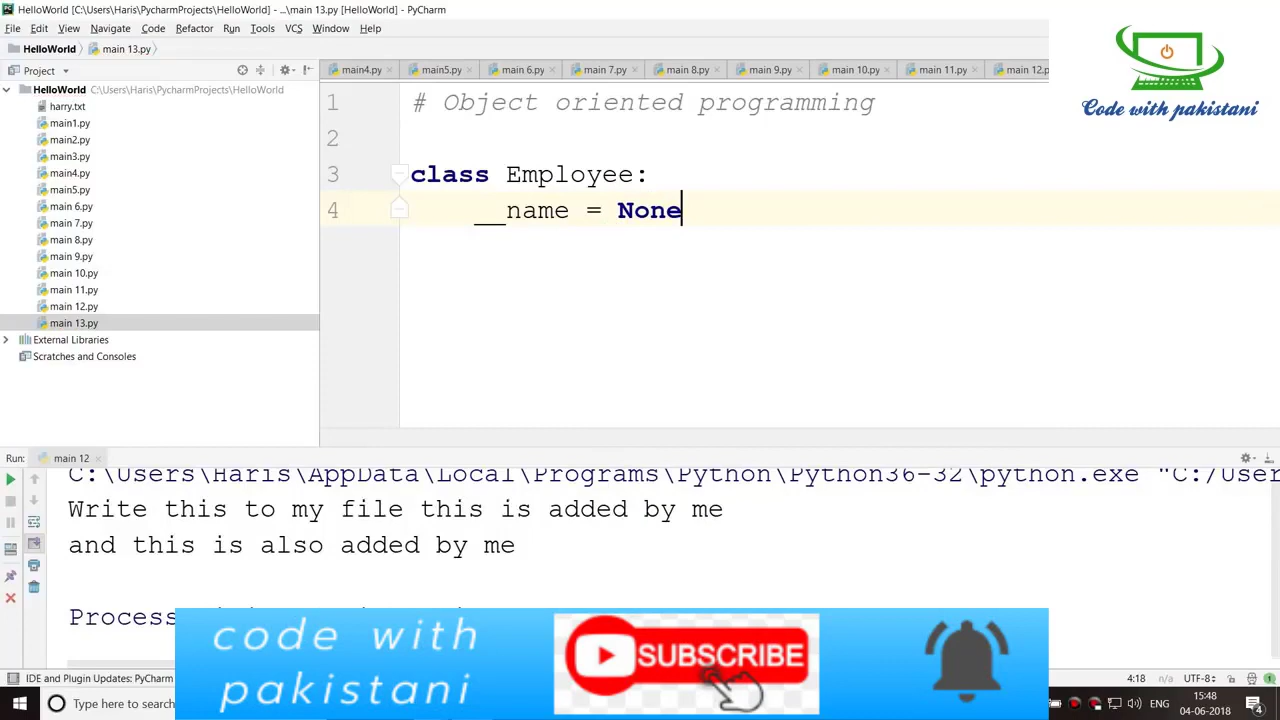 HelloWorld [C:\Users\Haris\PycharmProjects\HelloWorld] - ...\main 13.py [HelloWorld] - PyCharm
File Edit View Navigate Code Refactor Run Tools VCS Window Help
HelloWorld main 13.py
Project main4.py main5.py main 6.py main 7.py main 8.py main 9.py main 10.py main 11.py main 12.p
HelloWorld C:\Users\Haris\PycharmProjects\HelloWorld
harry.txt
main1.py
main2.py
main3.py
main4.py
main5.py
main 6.py
main 7.py
main 8.py
main 9.py
main 10.py
main 11.py
main 12.py
main 13.py
External Libraries
Scratches and Consoles
1 # Object oriented programming
2
3 class Employee:
4 __name = None
Code with pakistani
Run: main 12
C:\Users\Haris\AppData\Local\Programs\Python\Python36-32\python.exe "C:/User
Write this to my file this is added by me
and this is also added by me
Process
code with
pakistani
SUBSCRIBE
IDE and Plugin Updates: PyCharm
4:18 n/a UTF-8
Type here to search
ENG
15:48
04-06-2018
4